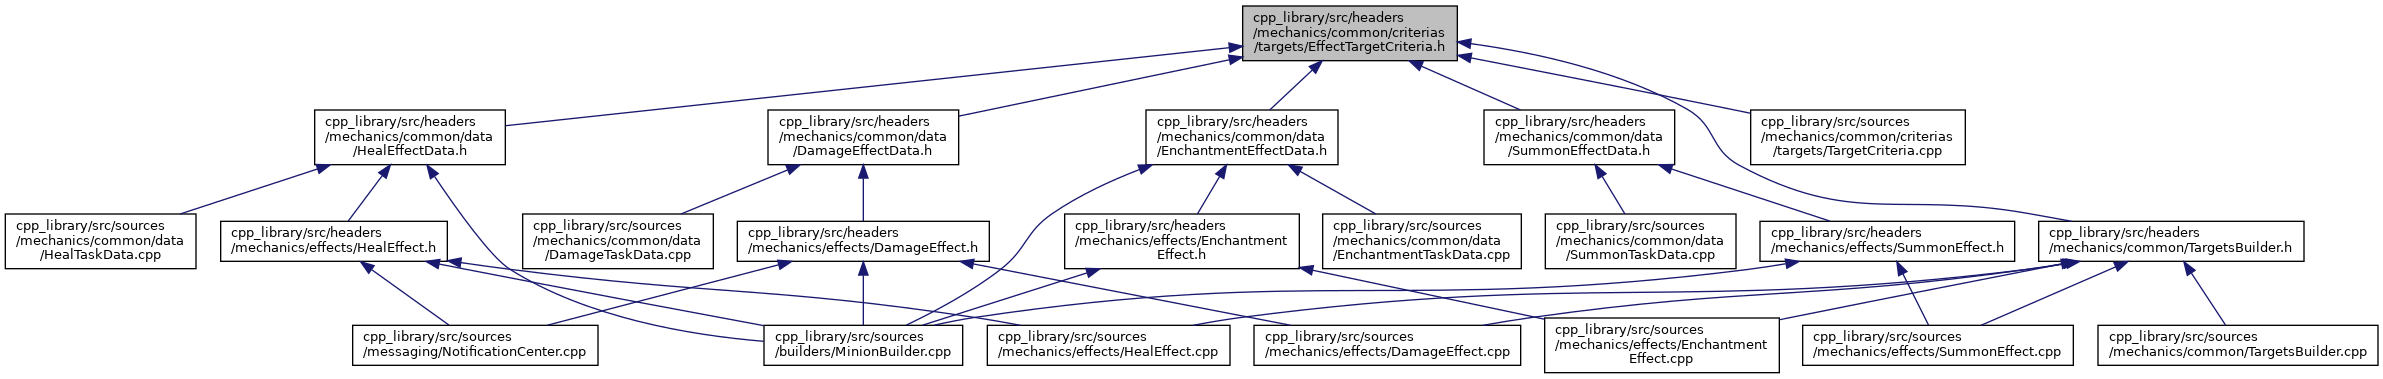 cpp_library/src/headers
/mechanics/common/criterias
/targets/EffectTargetCriteria.h
cpp_library/src/headers
/mechanics/common/data
/HealEffectData.h
cpp_library/src/headers
/mechanics/common/data
/DamageEffectData.h
cpp_library/src/headers
/mechanics/common/data
/EnchantmentEffectData.h
cpp_library/src/headers
/mechanics/common/data
/SummonEffectData.h
cpp_library/src/sources
/mechanics/common/criterias
/targets/TargetCriteria.cpp
cpp_library/src/sources
/mechanics/common/data
/HealTaskData.cpp
cpp_library/src/headers
/mechanics/effects/HealEffect.h
cpp_library/src/sources
/mechanics/common/data
/DamageTaskData.cpp
cpp_library/src/headers
/mechanics/effects/DamageEffect.h
cpp_library/src/headers
/mechanics/effects/Enchantment
Effect.h
cpp_library/src/sources
/mechanics/common/data
/EnchantmentTaskData.cpp
cpp_library/src/sources
/mechanics/common/data
/SummonTaskData.cpp
cpp_library/src/headers
/mechanics/effects/SummonEffect.h
cpp_library/src/headers
/mechanics/common/TargetsBuilder.h
cpp_library/src/sources
/messaging/NotificationCenter.cpp
cpp_library/src/sources
/builders/MinionBuilder.cpp
cpp_library/src/sources
/mechanics/effects/HealEffect.cpp
cpp_library/src/sources
/mechanics/effects/DamageEffect.cpp
cpp_library/src/sources
/mechanics/effects/Enchantment
Effect.cpp
cpp_library/src/sources
/mechanics/effects/SummonEffect.cpp
cpp_library/src/sources
/mechanics/common/TargetsBuilder.cpp